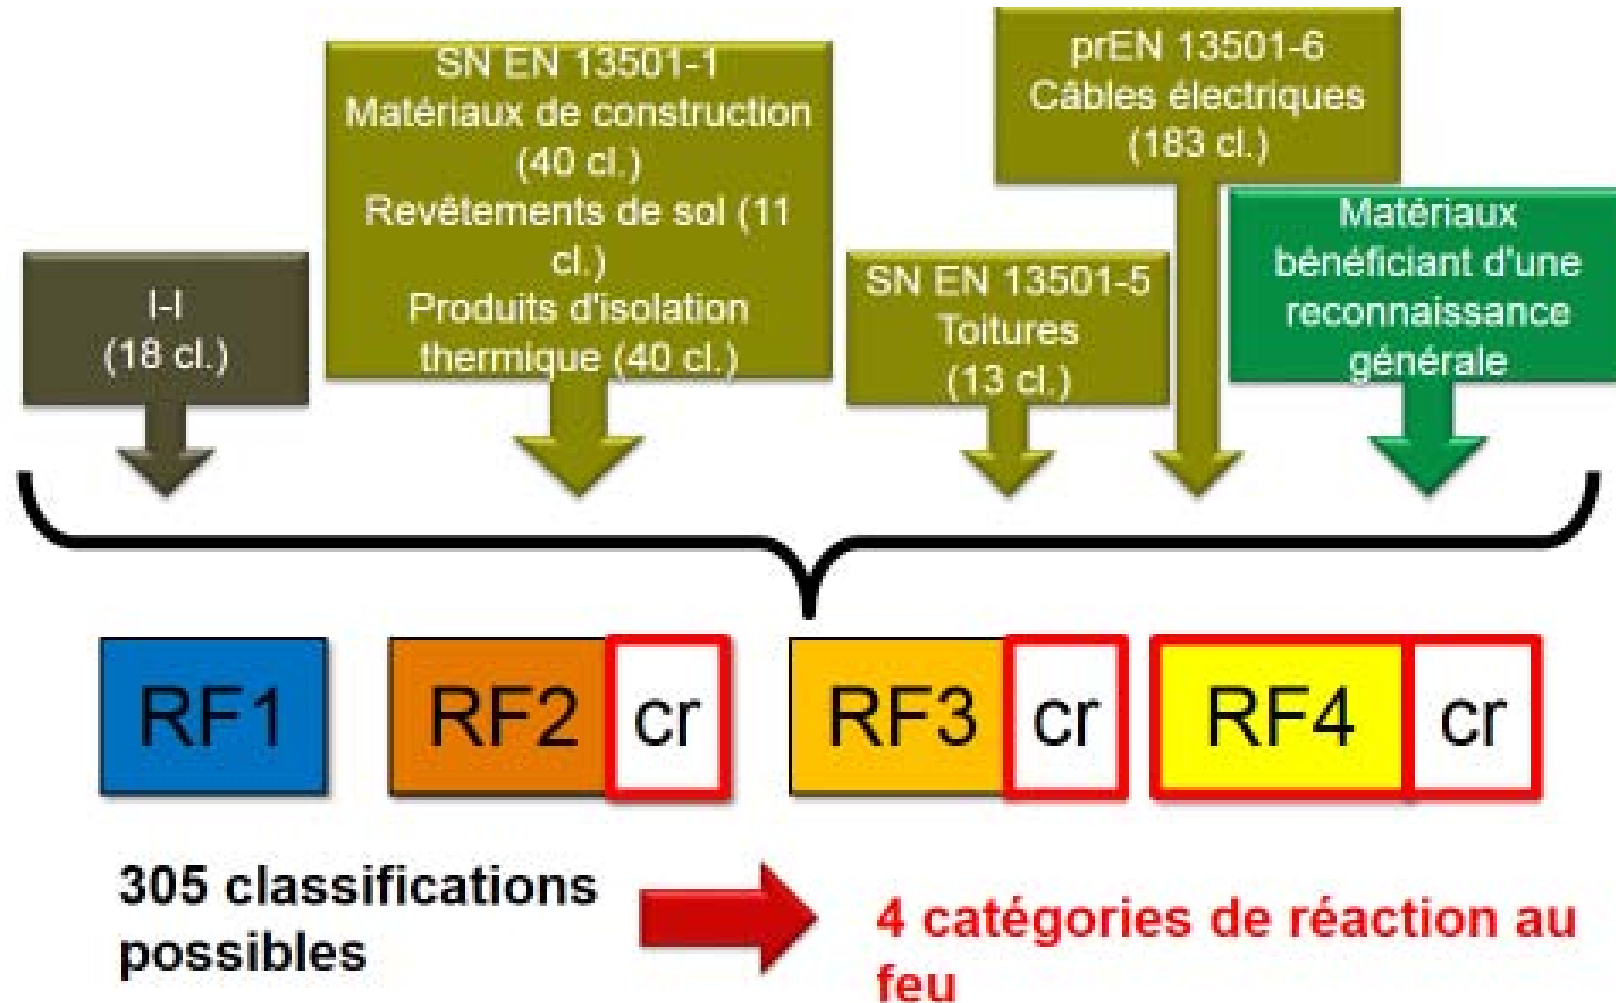 I-I
(18 cl.)
SN EN 13501-1
Matériaux de construction
(40 cl.)
Revêtements de sol (11
cl.)
Produits d'isolation
thermique (40 cl.)
SN EN 13501-5
Toitures
(13 cl.)
prEN 13501-6
Câbles électriques
(183 cl.)
Matériaux
bénéficiant d'une
reconnaissance
générale
RF1
RF2 cr
RF3 cr
RF4 cr
305 classifications
possibles
4 catégories de réaction au
feu